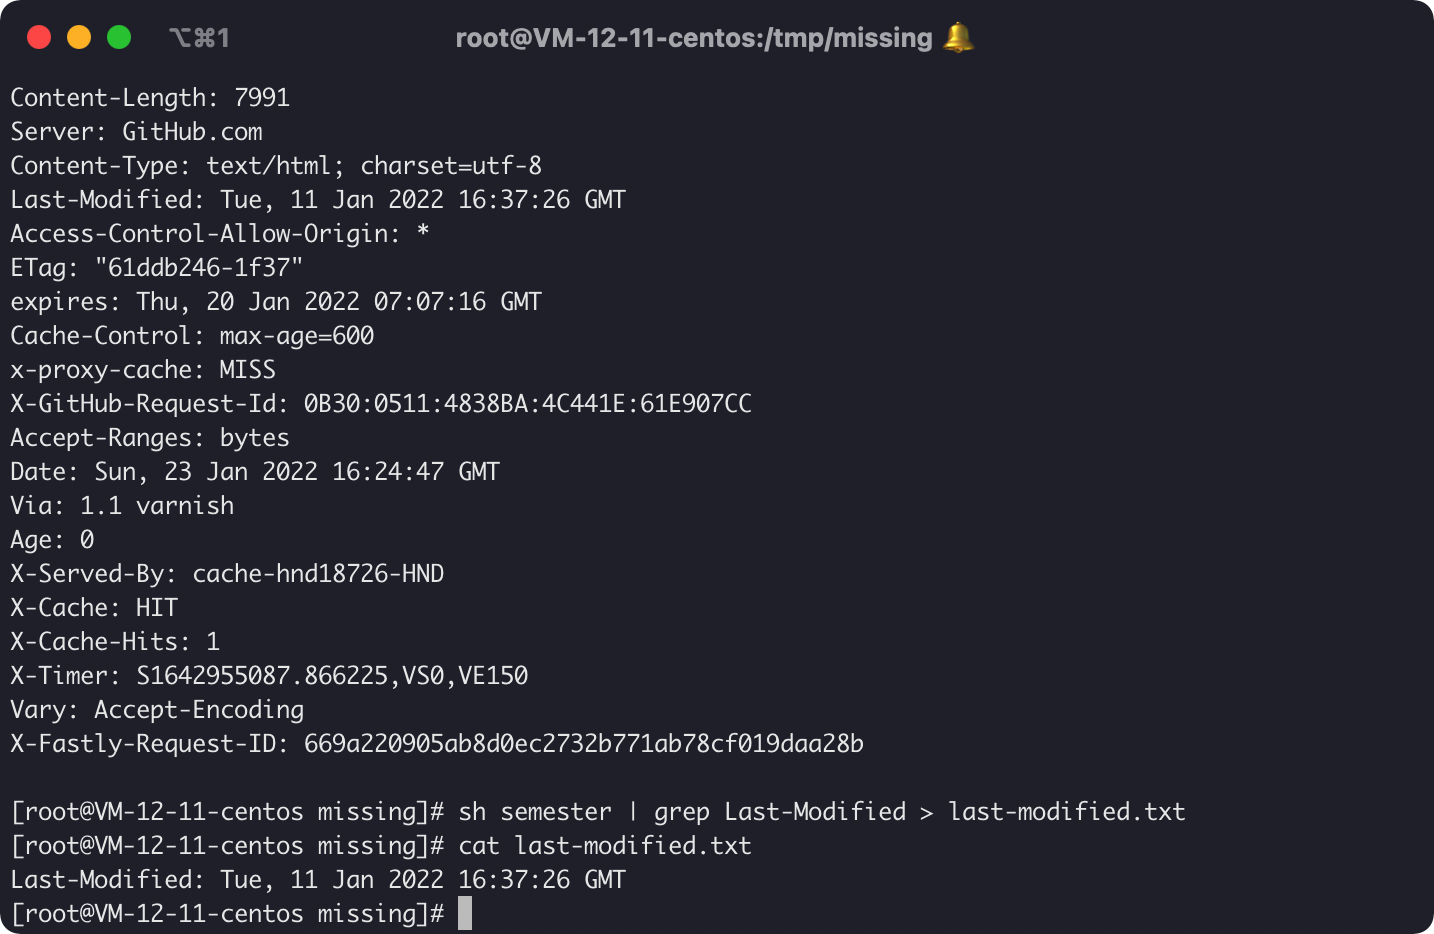 ⌥⌘1
root@VM-12-11-centos:/tmp/missing 🔔
Content-Length: 7991
Server: GitHub.com
Content-Type: text/html; charset=utf-8
Last-Modified: Tue, 11 Jan 2022 16:37:26 GMT
Access-Control-Allow-Origin: *
ETag: "61ddb246-1f37"
expires: Thu, 20 Jan 2022 07:07:16 GMT
Cache-Control: max-age=600
x-proxy-cache: MISS
X-GitHub-Request-Id: 0B30:0511:4838BA:4C441E:61E907CC
Accept-Ranges: bytes
Date: Sun, 23 Jan 2022 16:24:47 GMT
Via: 1.1 varnish
Age: 0
X-Served-By: cache-hnd18726-HND
X-Cache: HIT
X-Cache-Hits: 1
X-Timer: S1642955087.866225,VS0,VE150
Vary: Accept-Encoding
X-Fastly-Request-ID: 669a220905ab8d0ec2732b771ab78cf019daa28b
[root@VM-12-11-centos missing]# sh semester | grep Last-Modified > last-modified.txt
[root@VM-12-11-centos missing]# cat last-modified.txt
Last-Modified: Tue, 11 Jan 2022 16:37:26 GMT
[root@VM-12-11-centos missing]#